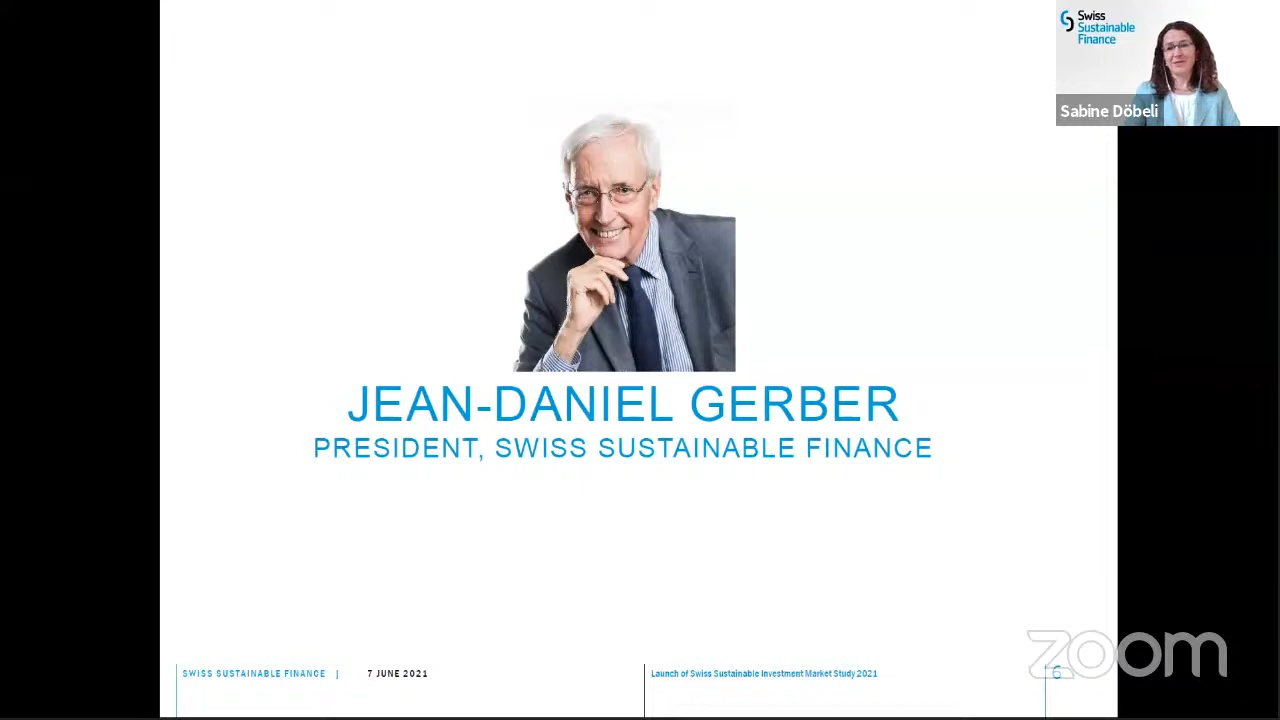 Swiss
Sustainable
Finance
Sabine Döbeli
JEAN-DANIEL GERBER
PRESIDENT, SWISS SUSTAINABLE FINANCE
SWISS SUSTAINABLE FINANCE |
7 JUNE 2021
Launch of Swiss Sustainable Investment Market Study 2021
6
zoom